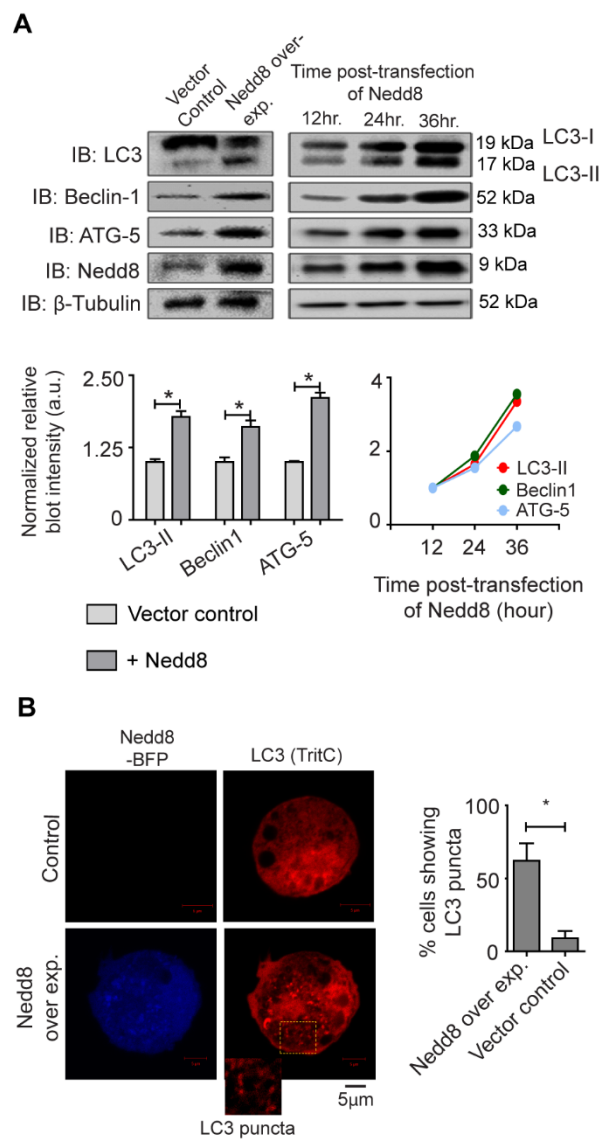 A
Vector
Control
Nedd8 over-
exp.
Time post-transfection
of Nedd8
12hr. 24hr. 36hr.
IB: LC3
19 kDa
LC3-I
17 kDa
LC3-II
IB: Beclin-1
52 kDa
IB: ATG-5
33 kDa
IB: Nedd8
9 kDa
IB: β-Tubulin
52 kDa
Normalized relative
blot intensity (a.u.)
2.50
1.25
0
* * *
LC3-II
Beclin1
ATG-5
Vector control
+ Nedd8
4
2
0
LC3-II
Beclin1
ATG-5
12 24 36
Time post-transfection
of Nedd8 (hour)
B
Nedd8
-BFP
LC3 (TritC)
Control
Nedd8
over exp.
LC3 puncta
5μm
% cells showing
LC3 puncta
100
50
0
*
Nedd8 over exp.
Vector control